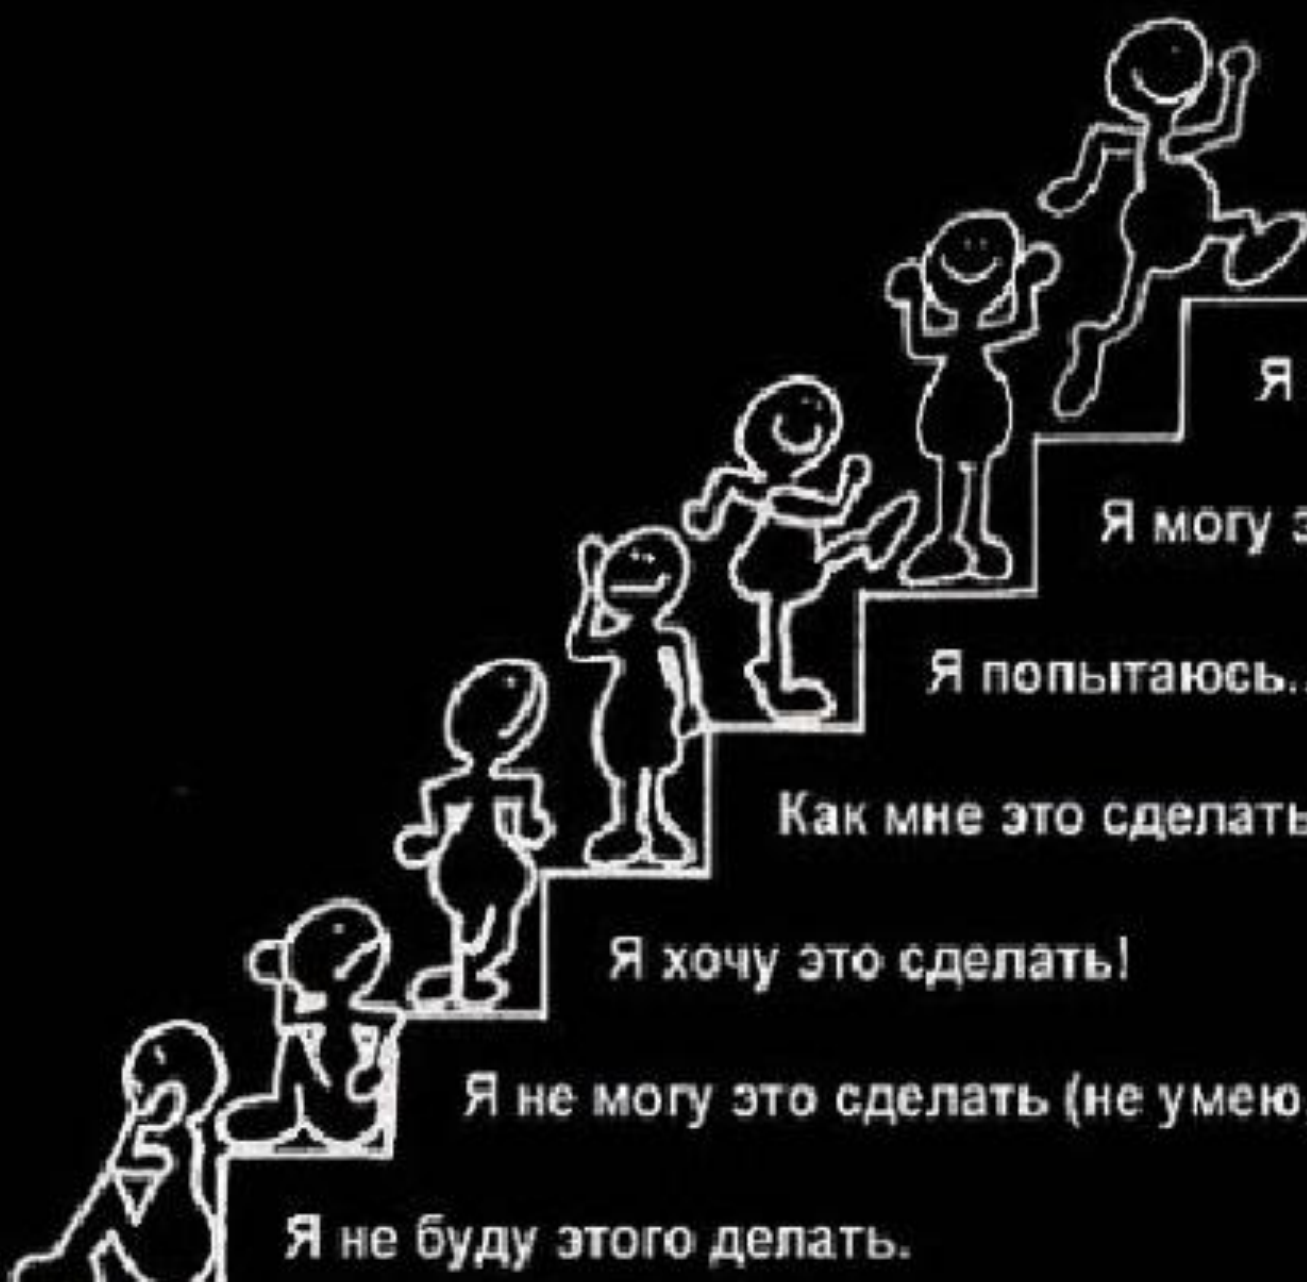 Я
Я могу э
Я попытаюсь..
Как мне это сделать
Я хочу это сделать!
Я не могу это сделать (не умею
Я не буду этого делать.